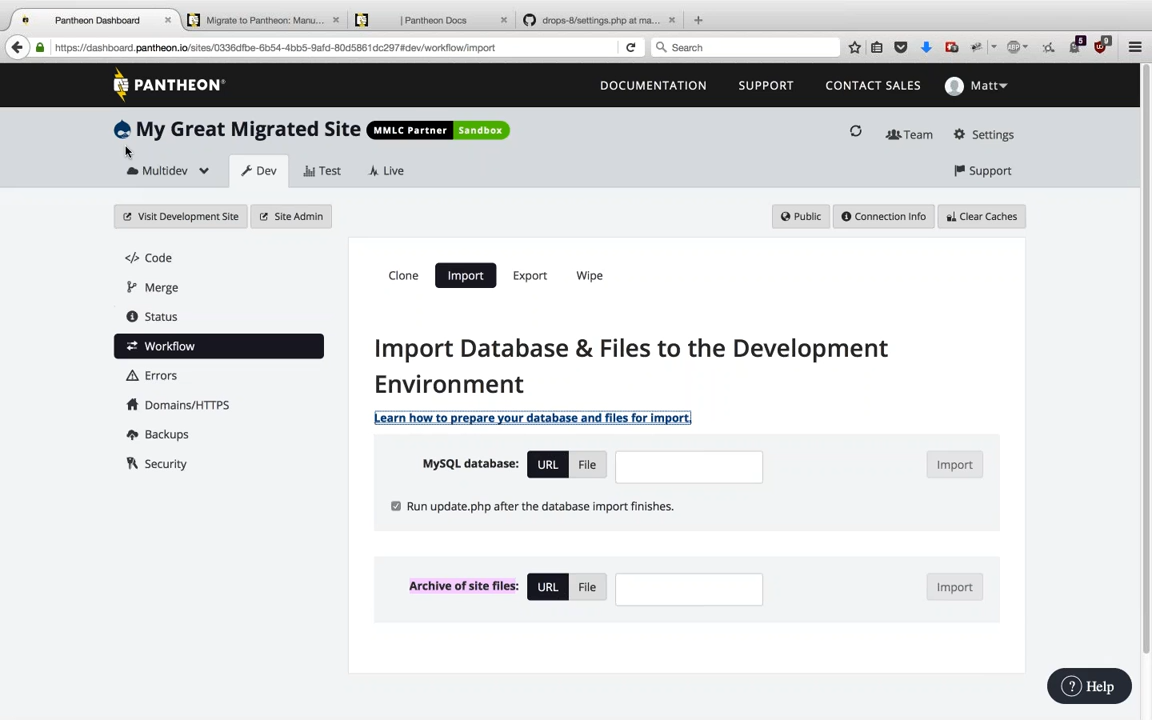 Pantheon Dashboard × Migrate to Pantheon: Manu... × | Pantheon Docs × drops-8/settings.php at ma... × +
https://dashboard.pantheon.io/sites/0336dfbe-6b54-4bb5-9afd-80d5861dc297#dev/workflow/import Search ABP 5 9
PANTHEON® DOCUMENTATION SUPPORT CONTACT SALES Matt
My Great Migrated Site MMLC Partner Sandbox Team Settings
Multidev Dev Test Live Support
Visit Development Site Site Admin Public Connection Info Clear Caches
Code
Merge
Status
Workflow
Errors
Domains/HTTPS
Backups
Security
Clone Import Export Wipe
Import Database & Files to the Development
Environment
Learn how to prepare your database and files for import.
MySQL database: URL File Import
Run update.php after the database import finishes.
Archive of site files: URL File Import
? Help